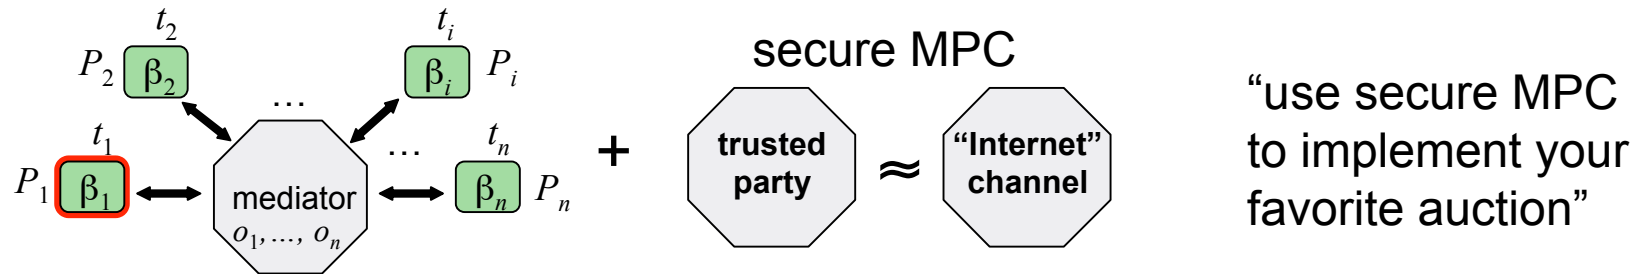 t₂
P₂ β₂
tᵢ
βᵢ Pᵢ
...
t₁
P₁ β₁
mediator
o₁,..., oₙ
...
tₙ
βₙ Pₙ
+
secure MPC
trusted
party
≈
“Internet”
channel
“use secure MPC
to implement your
favorite auction”